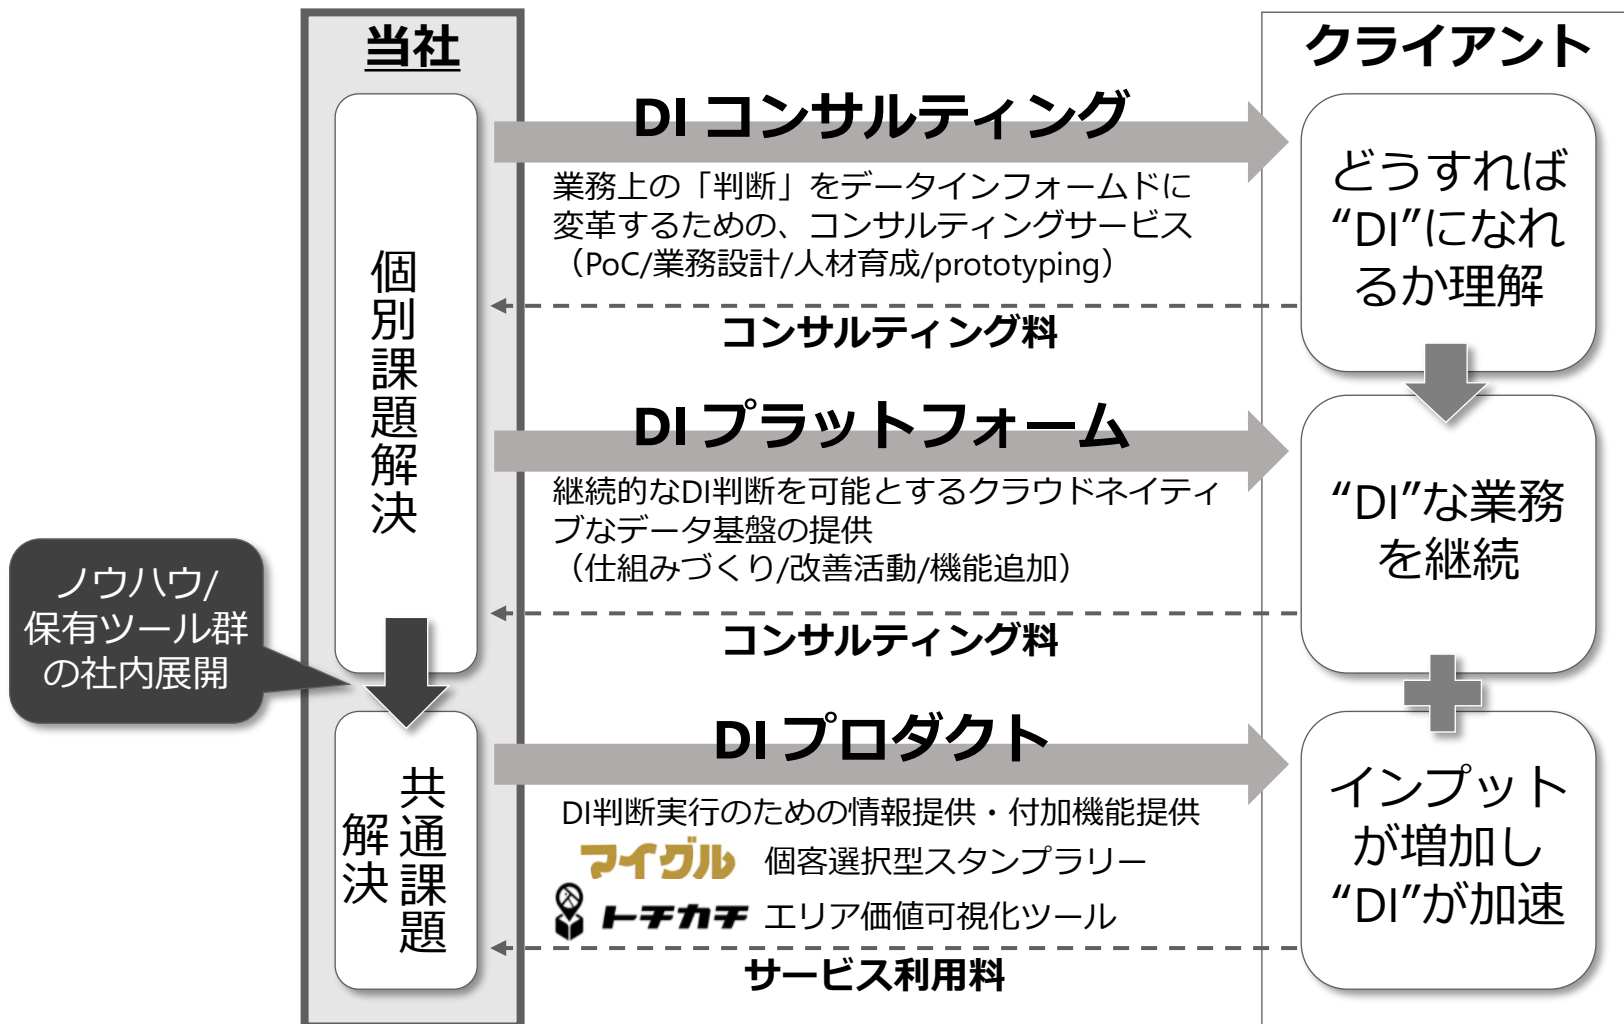 当社
クライアント
DI コンサルティング
業務上の「判断」をデータインフォームドに
変革するための、コンサルティングサービス
（PoC/業務設計/人材育成/prototyping）
コンサルティング料
どうすれば
“DI”になれ
るか理解
個別課題解決
DI プラットフォーム
継続的なDI判断を可能とするクラウドネイティ
ブなデータ基盤の提供
（仕組みづくり/改善活動/機能追加）
コンサルティング料
“DI”な業務
を継続
ノウハウ/
保有ツール群
の社内展開
共通課題
解決
DI プロダクト
DI判断実行のための情報提供・付加機能提供
マイグル 個客選択型スタンプラリー
トチカチ エリア価値可視化ツール
サービス利用料
インプット
が増加し
“DI”が加速